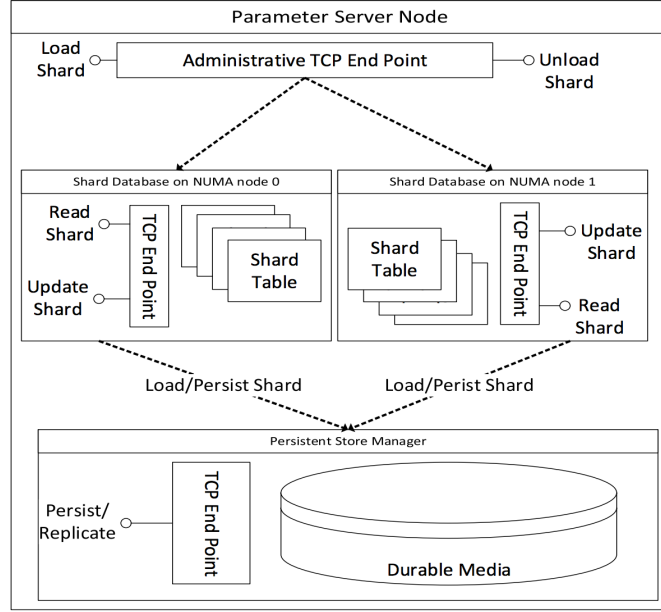 Parameter Server Node
Load
Shard
Administrative TCP End Point
Unload
Shard
Shard Database on NUMA node 0
Read
Shard
Update
Shard
TCP End Point
Shard
Table
Shard Database on NUMA node 1
Shard
Table
TCP End Point
Update
Shard
Read
Shard
Load/Persist Shard
Load/Perist Shard
Persistent Store Manager
Persist/
Replicate
TCP End Point
Durable Media